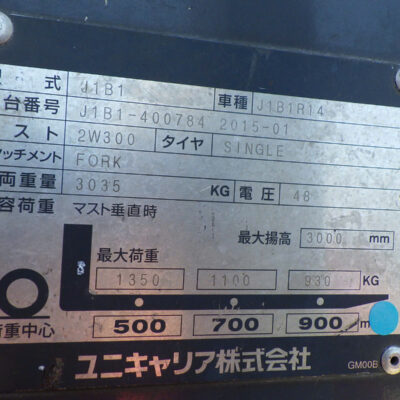 式 J1B1 車種 J1B1R14
台番号 J1B1-400784 2015-01
スト 2W300 タイヤ SINGLE
ッチメント FORK
両重量 3035 KG 電圧 48
容荷重 マスト垂直時
最大揚高 3000 mm
最大荷重
1350 1100 930 KG
荷重中心 500 700 900 m
ユニキャリア株式会社
GM00B